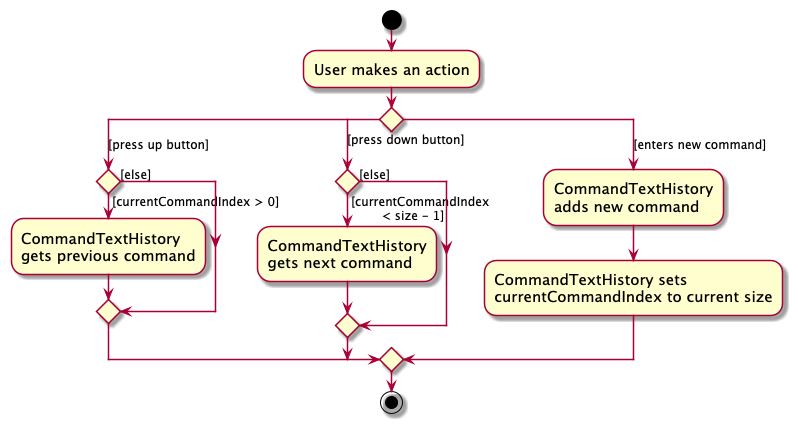 User makes an action
[press up button]
[press down button]
[enters new command]
[else]
[else]
[currentCommandIndex > 0]
[currentCommandIndex
< size - 1]
CommandTextHistory
adds new command
CommandTextHistory
gets previous command
CommandTextHistory
gets next command
CommandTextHistory sets
currentCommandIndex to current size